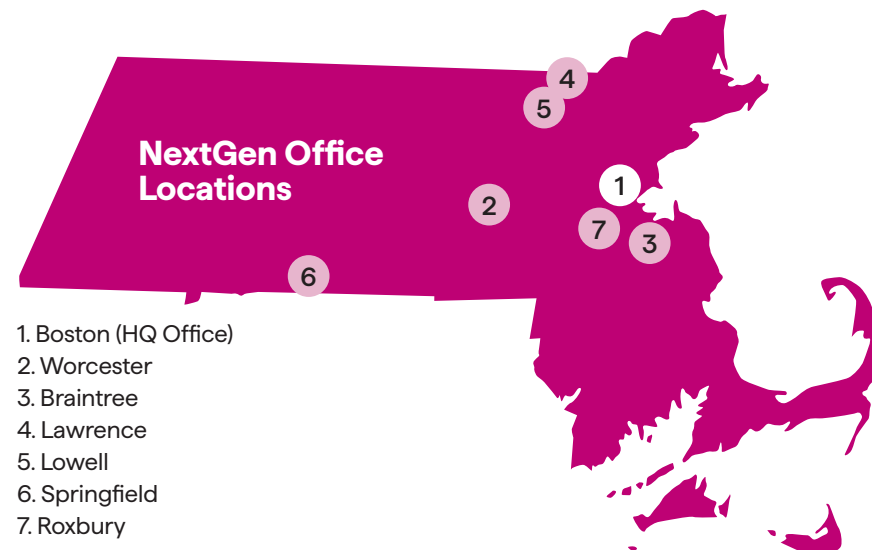 4
5
NextGen Office
Locations
1
2
7
3
6
1. Boston (HQ Office)
2. Worcester
3. Braintree
4. Lawrence
5. Lowell
6. Springfield
7. Roxbury